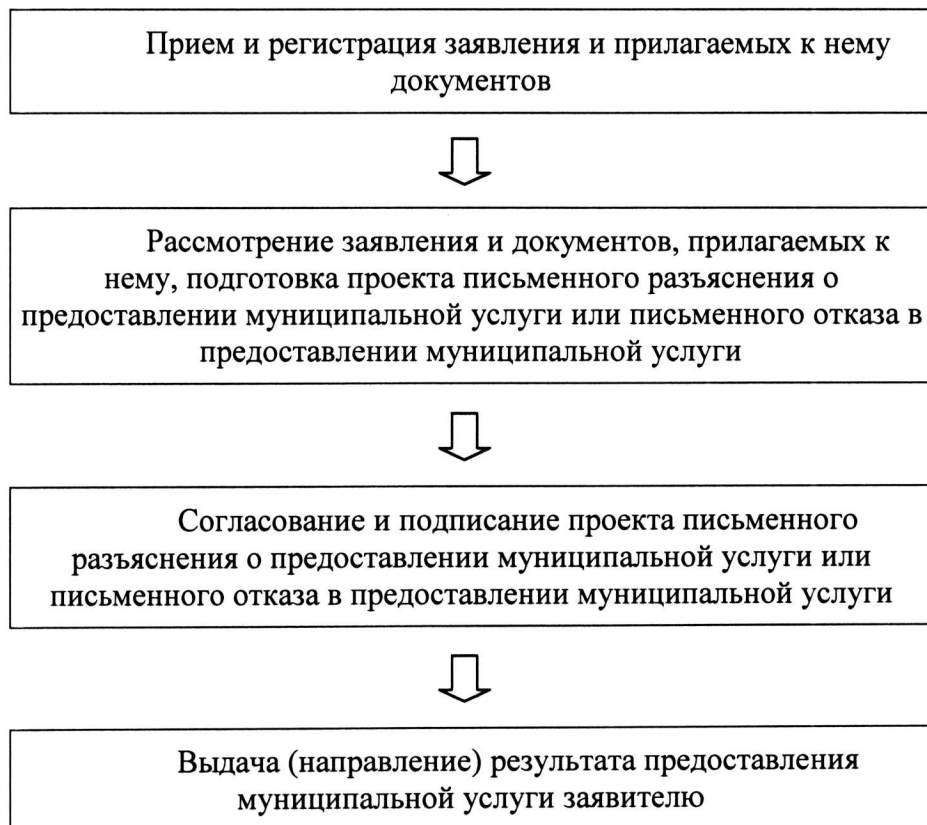 Прием и регистрация заявления и прилагаемых к нему
документов
Рассмотрение заявления и документов, прилагаемых к
нему, подготовка проекта письменного разъяснения о
предоставлении муниципальной услуги или письменного отказа в
предоставлении муниципальной услуги
Согласование и подписание проекта письменного
разъяснения о предоставлении муниципальной услуги или
письменного отказа в предоставлении муниципальной услуги
Выдача (направление) результата предоставления
муниципальной услуги заявителю